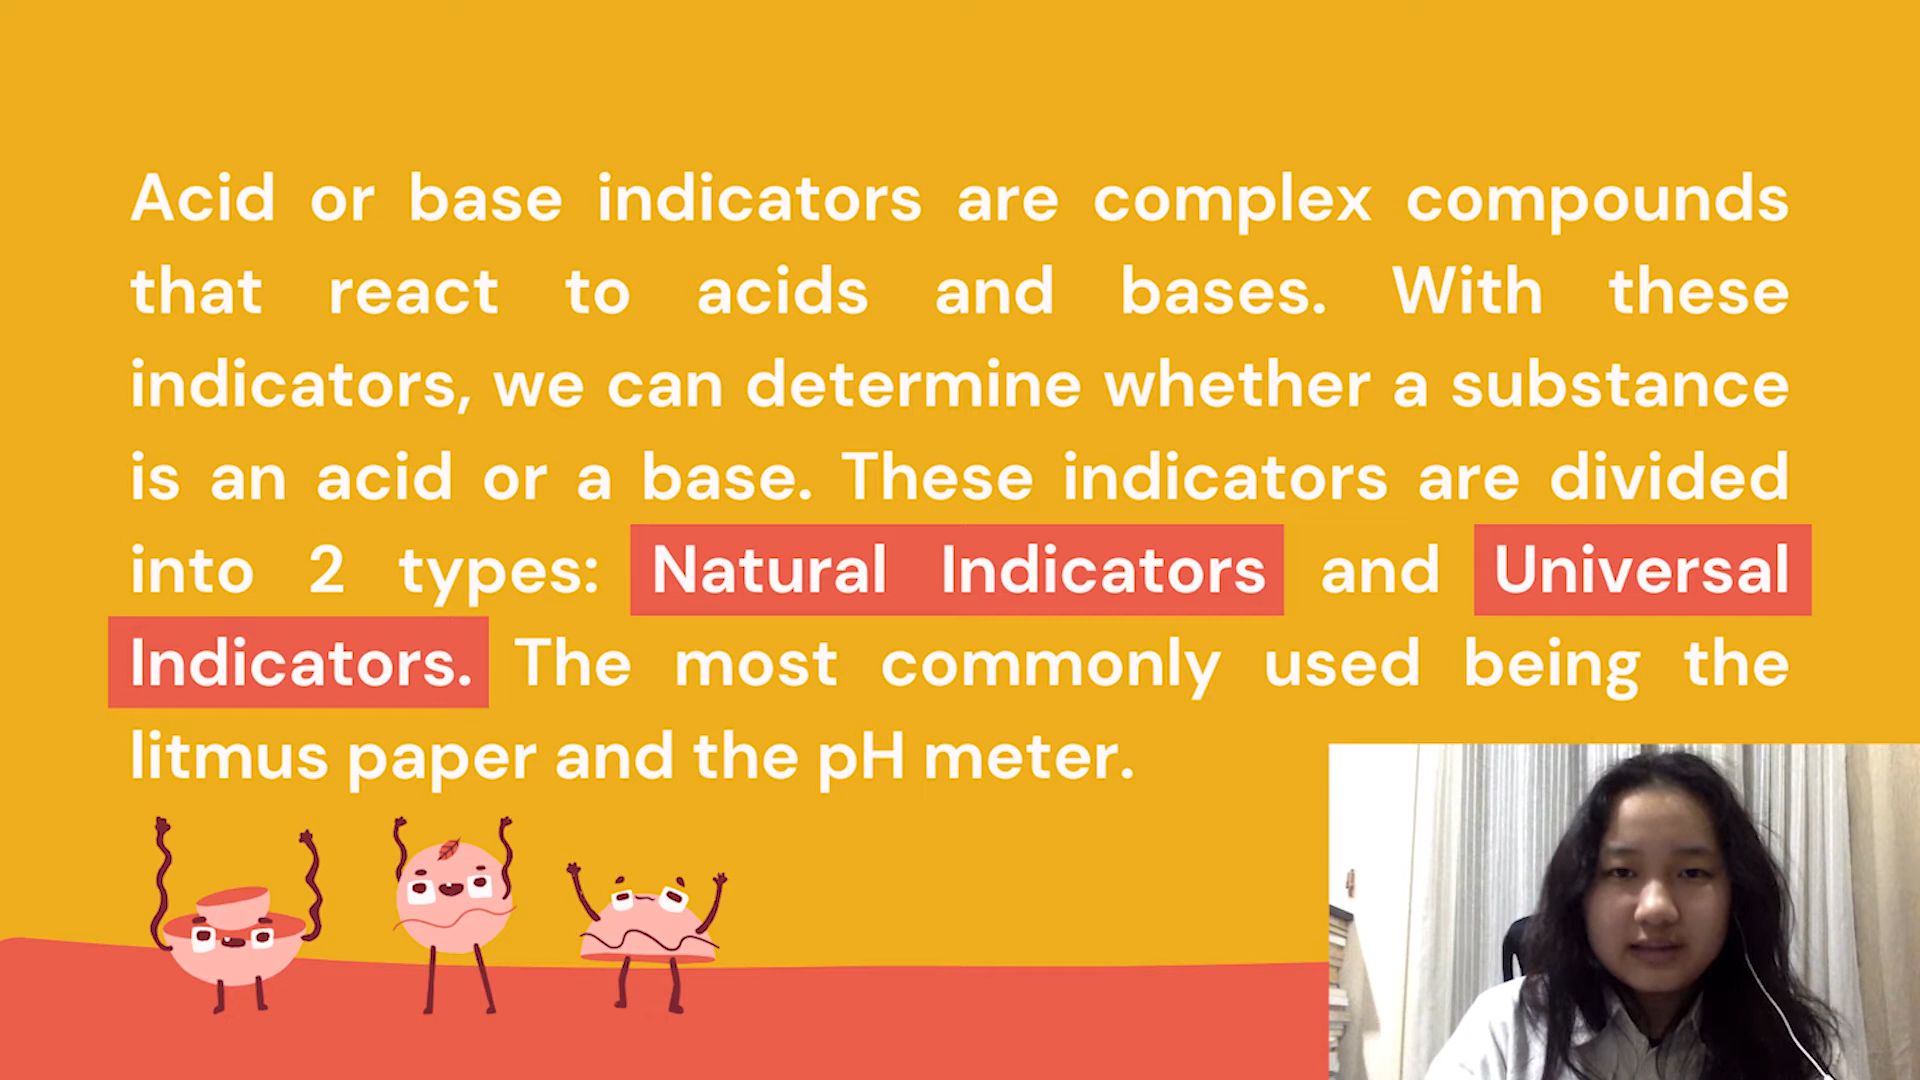 Acid or base indicators are complex compounds
that react to acids and bases. With these
indicators, we can determine whether a substance
is an acid or a base. These indicators are divided
into 2 types: Natural Indicators and Universal
Indicators. The most commonly used being the
litmus paper and the pH meter.